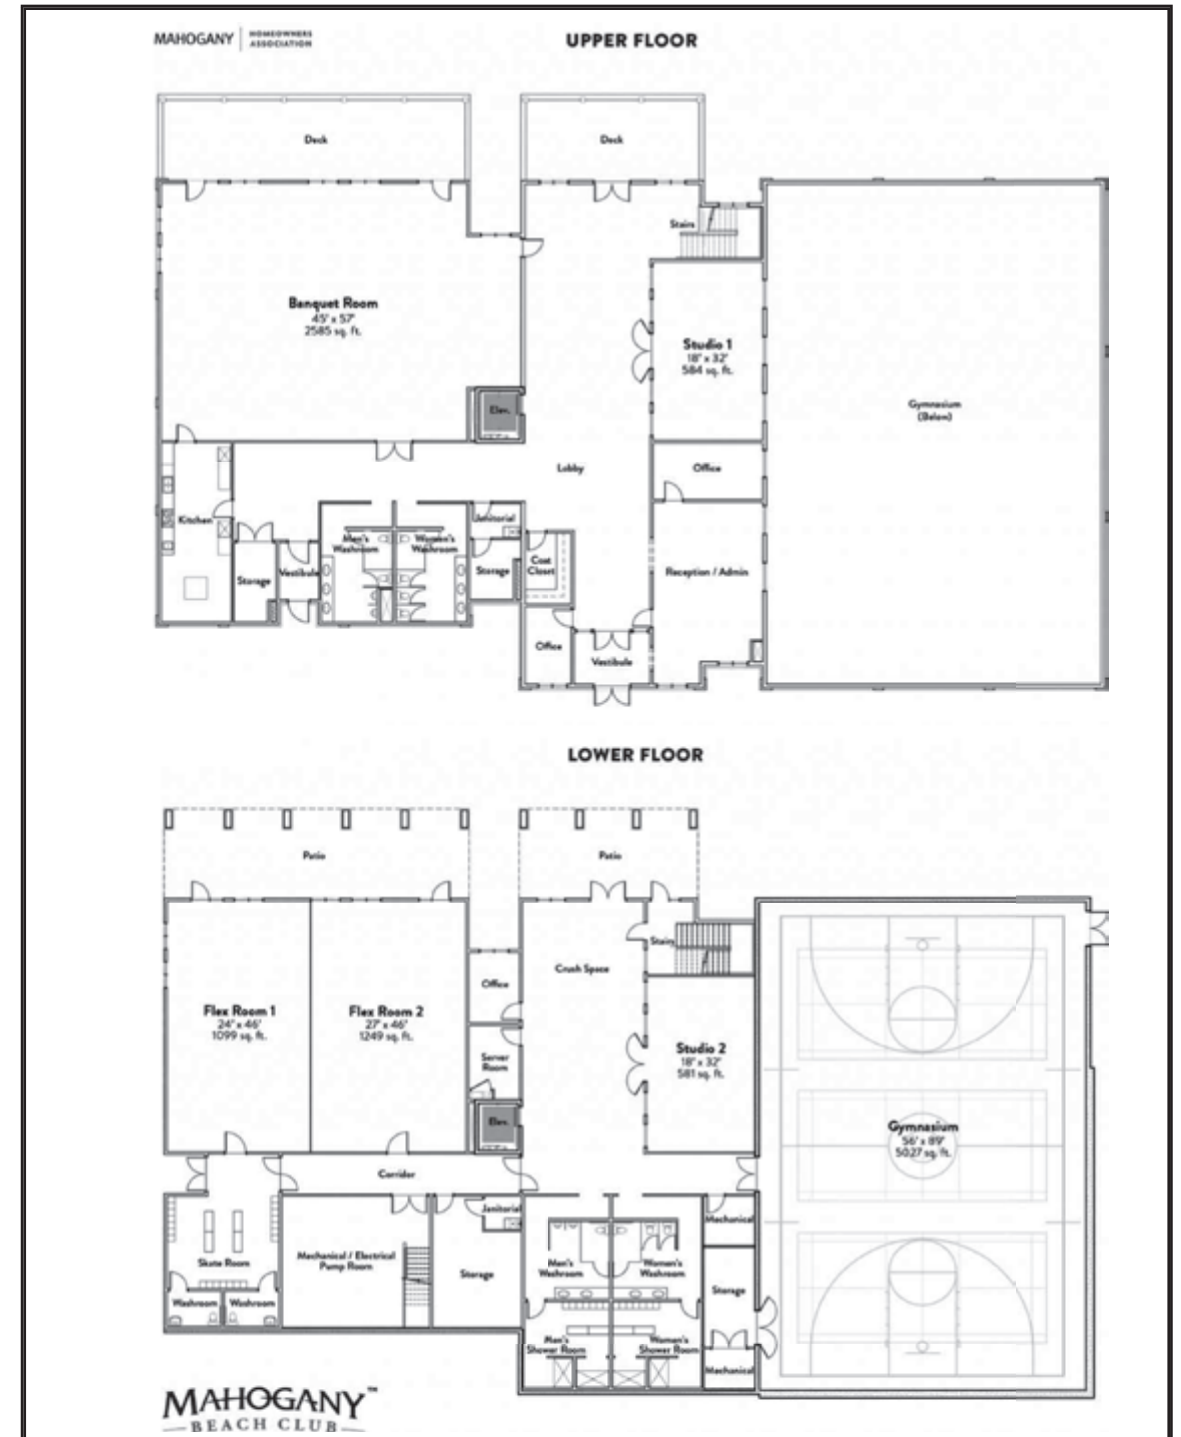 MAHOGANY
HOMEOWNERS
ASSOCIATION
UPPER FLOOR
Deck
Deck
Stairs
Banquet Room
45' x 57'
2585 sq. ft.
Studio 1
18' x 32'
584 sq. ft.
Elev.
Gymnasium
(Below)
Lobby
Office
Kitchen
Janitorial
Men's
Washroom
Women's
Washroom
Storage
Vestibule
Storage
Coat
Closet
Reception / Admin
Office
Vestibule
LOWER FLOOR
Patio
Patio
Stairs
Crush Space
Office
Flex Room 1
24' x 46'
1099 sq. ft.
Flex Room 2
27' x 46'
1249 sq. ft.
Server
Room
Studio 2
18' x 32'
581 sq. ft.
Elev.
Gymnasium
56' x 89'
5027 sq. ft.
Corridor
Janitorial
Mechanical
Skate Room
Mechanical / Electrical
Pump Room
Storage
Men's
Washroom
Women's
Washroom
Storage
Washroom
Washroom
Men's
Shower Room
Women's
Shower Room
Mechanical
MAHOGANY™
BEACH CLUB